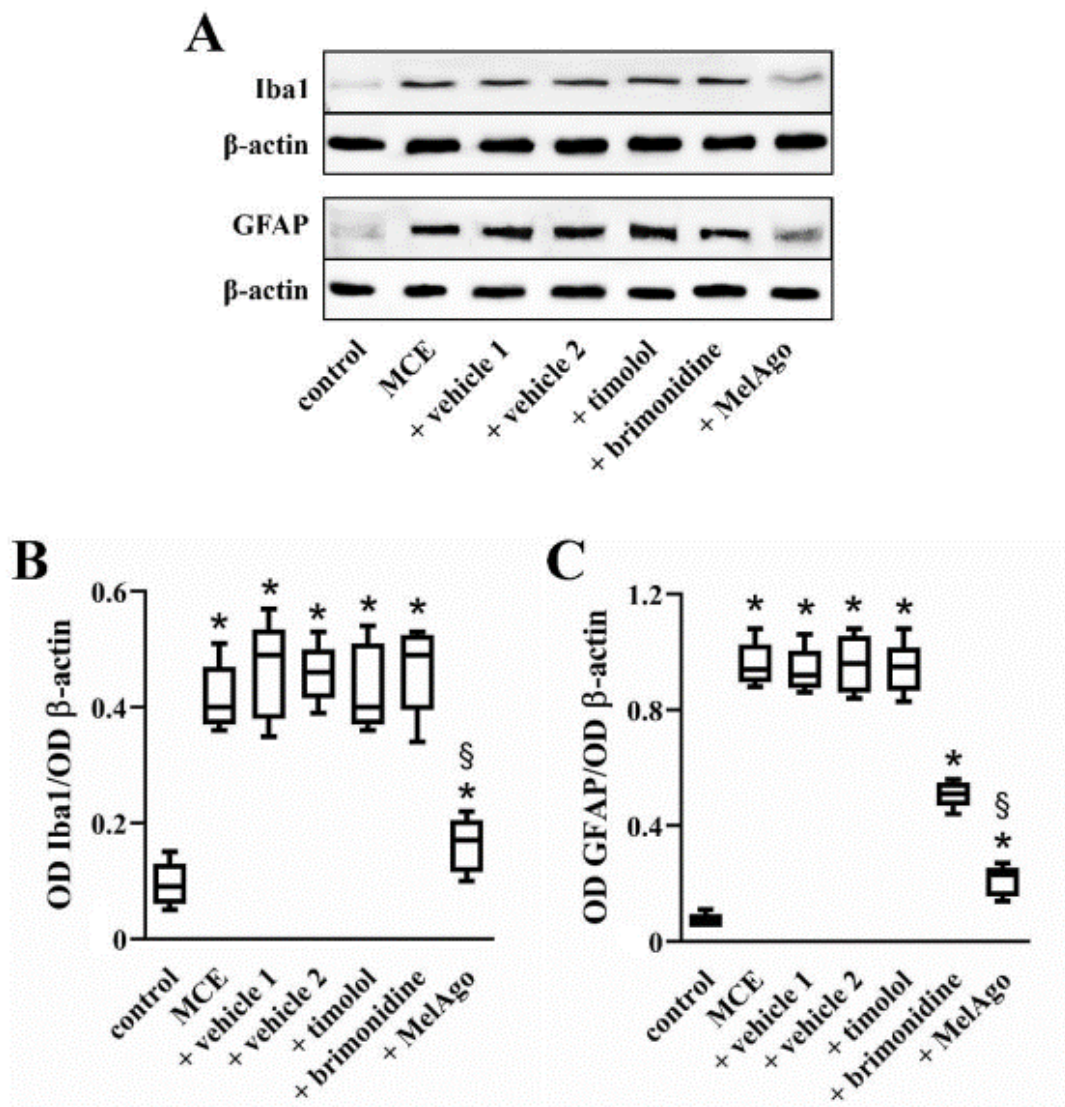 A
Iba1
β-actin
GFAP
β-actin
control
MCE
+ vehicle 1
+ vehicle 2
+ timolol
+ brimonidine
+ MelAgo
B
OD Iba1/OD β-actin
0.6
0.4
0.2
0
*
*
*
*
*
§
*
control
MCE
+ vehicle 1
+ vehicle 2
+ timolol
+ brimonidine
+ MelAgo
C
OD GFAP/OD β-actin
1.2
0.8
0.4
0
*
*
*
*
*
§
*
control
MCE
+ vehicle 1
+ vehicle 2
+ timolol
+ brimonidine
+ MelAgo